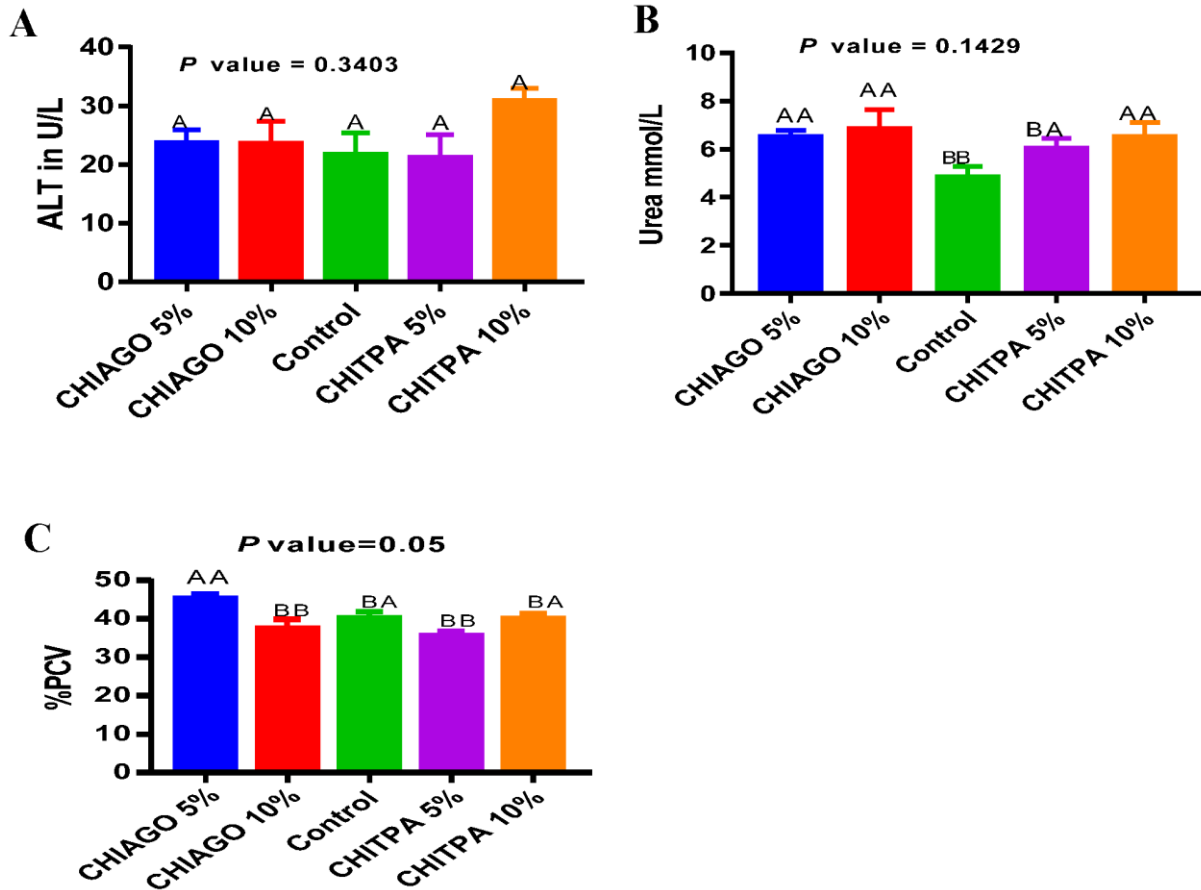 A
P value = 0.3403
ALT in U/L
40
30
20
10
0
A
A
A
A
A
CHIAGO 5%
CHIAGO 10%
Control
CHITPA 5%
CHITPA 10%
B
P value = 0.1429
Urea mmol/L
10
8
6
4
2
0
AA
AA
BB
BA
AA
CHIAGO 5%
CHIAGO 10%
Control
CHITPA 5%
CHITPA 10%
C
P value=0.05
%PCV
50
40
30
20
10
0
AA
BB
BA
BB
BA
CHIAGO 5%
CHIAGO 10%
Control
CHITPA 5%
CHITPA 10%